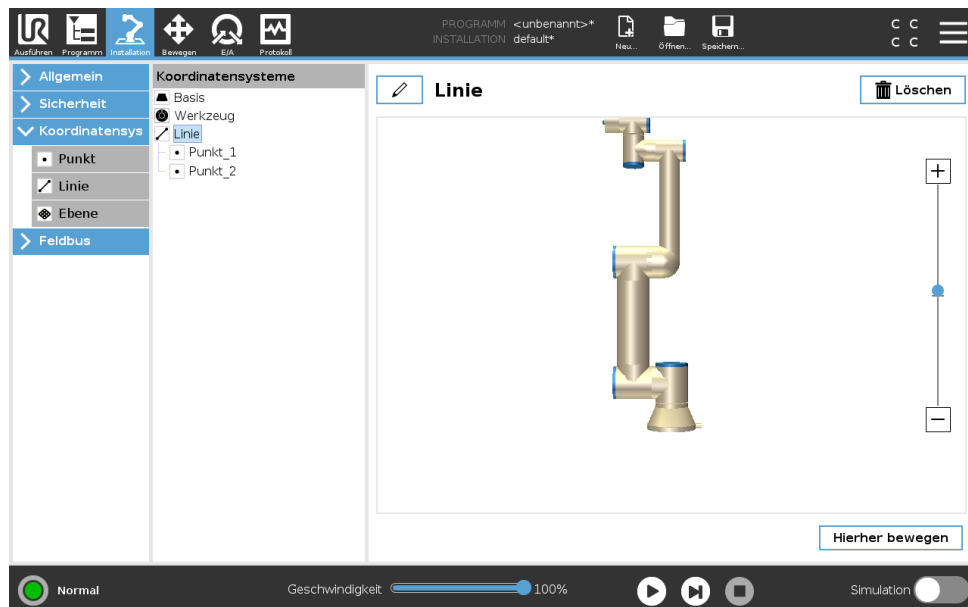 UR
Ausführen
Programm
Installation
Bewegen
E/A
Protokoll
PROGRAMM <unbenannt>*
INSTALLATION default*
Neu...
Öffnen...
Speichern...
C C
C C
Allgemein
Sicherheit
Koordinatensys
Punkt
Linie
Ebene
Feldbus
Koordinatensysteme
Basis
Werkzeug
Linie
Punkt_1
Punkt_2
Linie
Löschen
Hierher bewegen
Normal
Geschwindigkeit
100%
Simulation